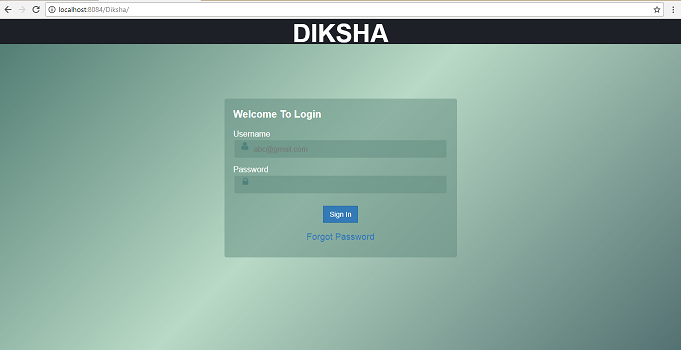 localhost:8084/Diksha/
DIKSHA
Welcome To Login
Username
abc@gmail.com
Password
Sign In
Forgot Password